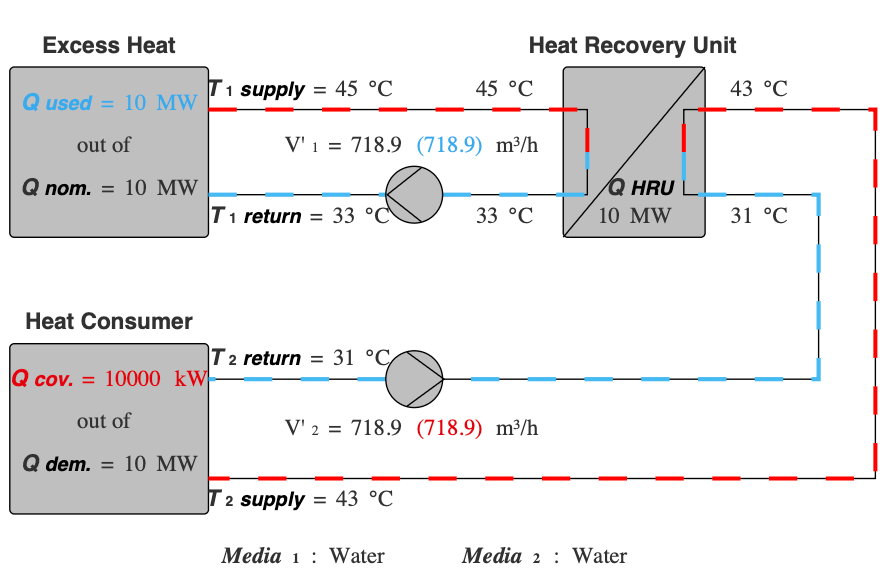 Excess Heat
Heat Recovery Unit
Q used = 10 MW
out of
Q nom. = 10 MW
T 1 supply = 45 °C
45 °C
43 °C
V' 1 = 718.9 (718.9) m³/h
T 1 return = 33 °C
33 °C
Q HRU
10 MW
31 °C
Heat Consumer
Q cov. = 10000 kW
out of
Q dem. = 10 MW
T 2 return = 31 °C
V' 2 = 718.9 (718.9) m³/h
T 2 supply = 43 °C
Media 1 : Water
Media 2 : Water